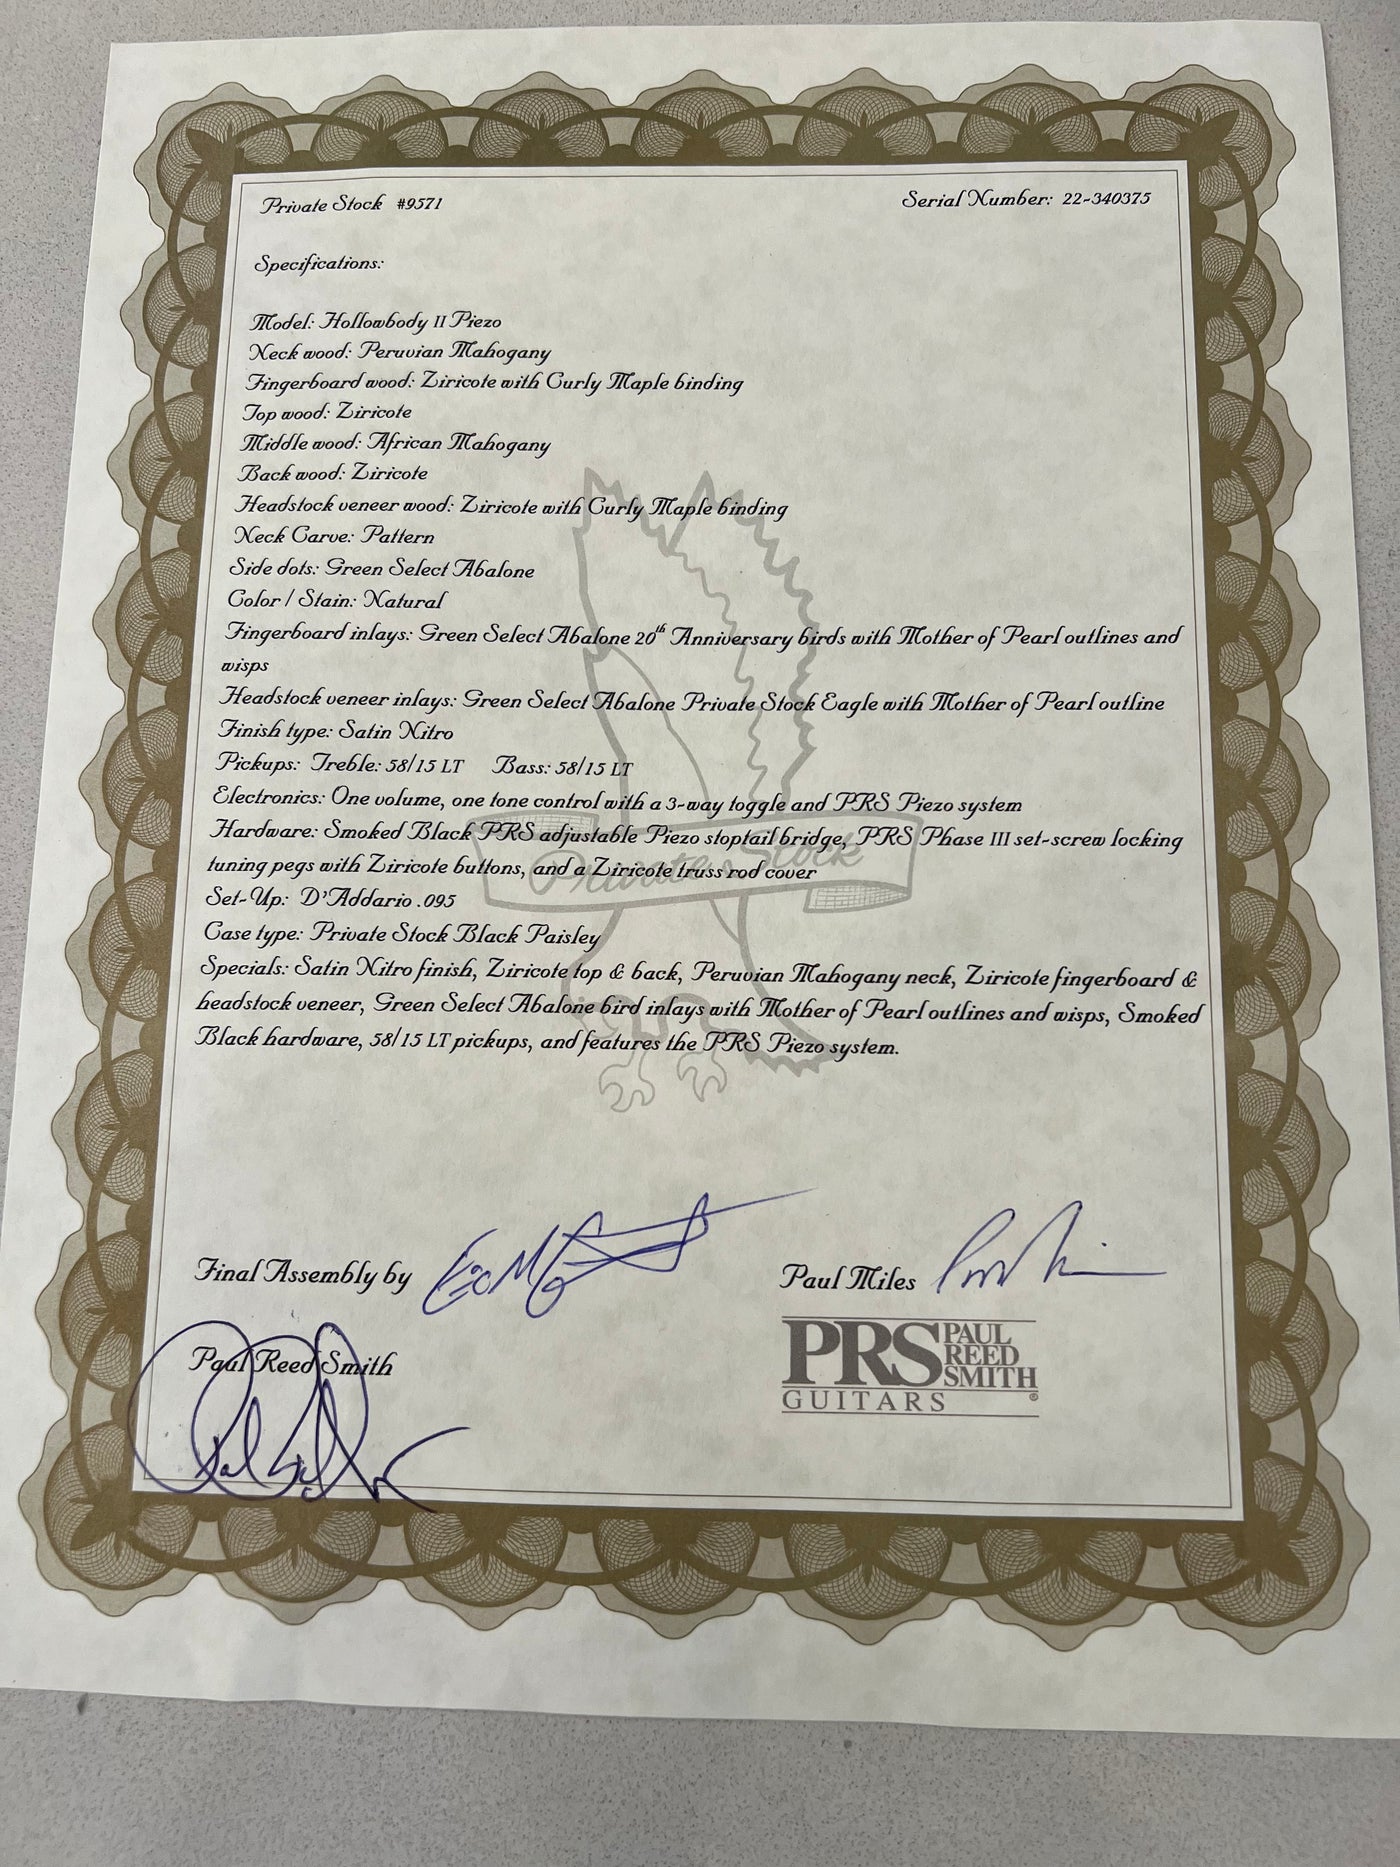 Private Stock #9571
Serial Number: 22-340375
Specifications:
Model: Hollowbody II Piezo
Neck wood: Peruvian Mahogany
Fingerboard wood: Ziricote with Curly Maple binding
Top wood: Ziricote
Middle wood: African Mahogany
Back wood: Ziricote
Headstock veneer wood: Ziricote with Curly Maple binding
Neck Carve: Pattern
Side dots: Green Select Abalone
Color / Stain: Natural
Fingerboard inlays: Green Select Abalone 20th Anniversary birds with Mother of Pearl outlines and
wisps
Headstock veneer inlays: Green Select Abalone Private Stock Eagle with Mother of Pearl outline
Finish type: Satin Nitro
Pickups: Treble: 58/15 LT Bass: 58/15 LT
Electronics: One volume, one tone control with a 3-way toggle and PRS Piezo system
Hardware: Smoked Black PRS adjustable Piezo stoptail bridge, PRS Phase III set-screw locking
tuning pegs with Ziricote buttons, and a Ziricote truss rod cover
Private Stock
Set-Up: D'Addario .095
Case type: Private Stock Black Paisley
Specials: Satin Nitro finish, Ziricote top & back, Peruvian Mahogany neck, Ziricote fingerboard &
headstock veneer, Green Select Abalone bird inlays with Mother of Pearl outlines and wisps, Smoked
Black hardware, 58/15 LT pickups, and features the PRS Piezo system.
Final Assembly by
Paul Miles
Paul Reed Smith
PRS PAUL
REED
SMITH
GUITARS ®